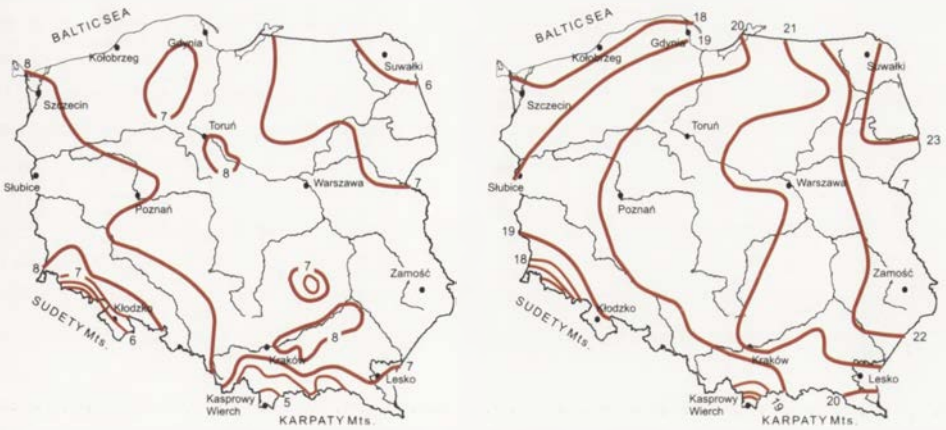 BALTIC SEA
Gdynia
Kołobrzeg
Suwałki
8
6
Szczecin
7
Toruń
8
Słubice
Warszawa
7
Poznań
8
7
7
Zamość
SUDETY Mts.
Kłodzko
6
8
Kraków
7
Lesko
Kasprowy
Wierch
5
KARPATY Mts.
BALTIC SEA
18
20
21
Gdynia
19
Kołobrzeg
Suwałki
Szczecin
Toruń
23
Słubice
Warszawa
7
Poznań
19
18
Zamość
SUDETY Mts.
Kłodzko
22
Kraków
Lesko
Kasprowy
Wierch
19
20
KARPATY Mts.